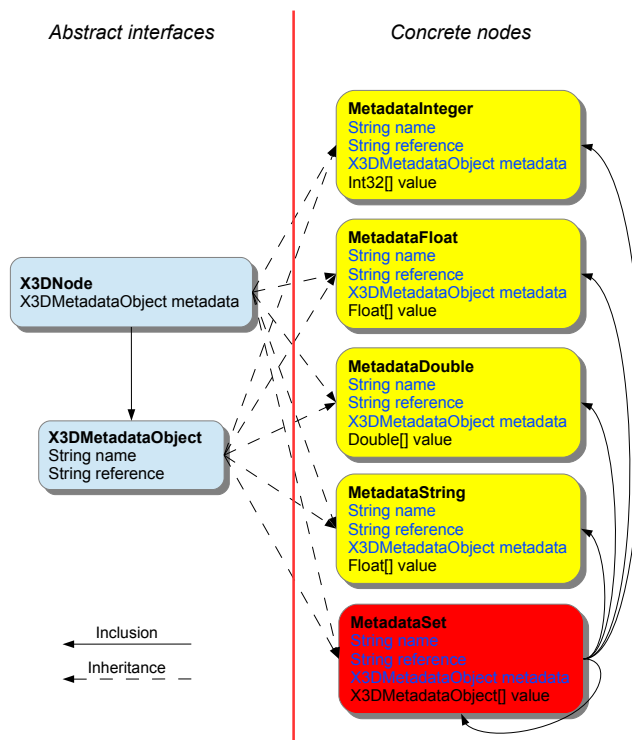 Abstract interfaces
Concrete nodes
X3DNode
X3DMetadataObject metadata
X3DMetadataObject
String name
String reference
Inclusion
Inheritance
MetadataInteger
String name
String reference
X3DMetadataObject metadata
Int32[] value
MetadataFloat
String name
String reference
X3DMetadataObject metadata
Float[] value
MetadataDouble
String name
String reference
X3DMetadataObject metadata
Double[] value
MetadataString
String name
String reference
X3DMetadataObject metadata
Float[] value
MetadataSet
String name
String reference
X3DMetadataObject metadata
X3DMetadataObject[] value